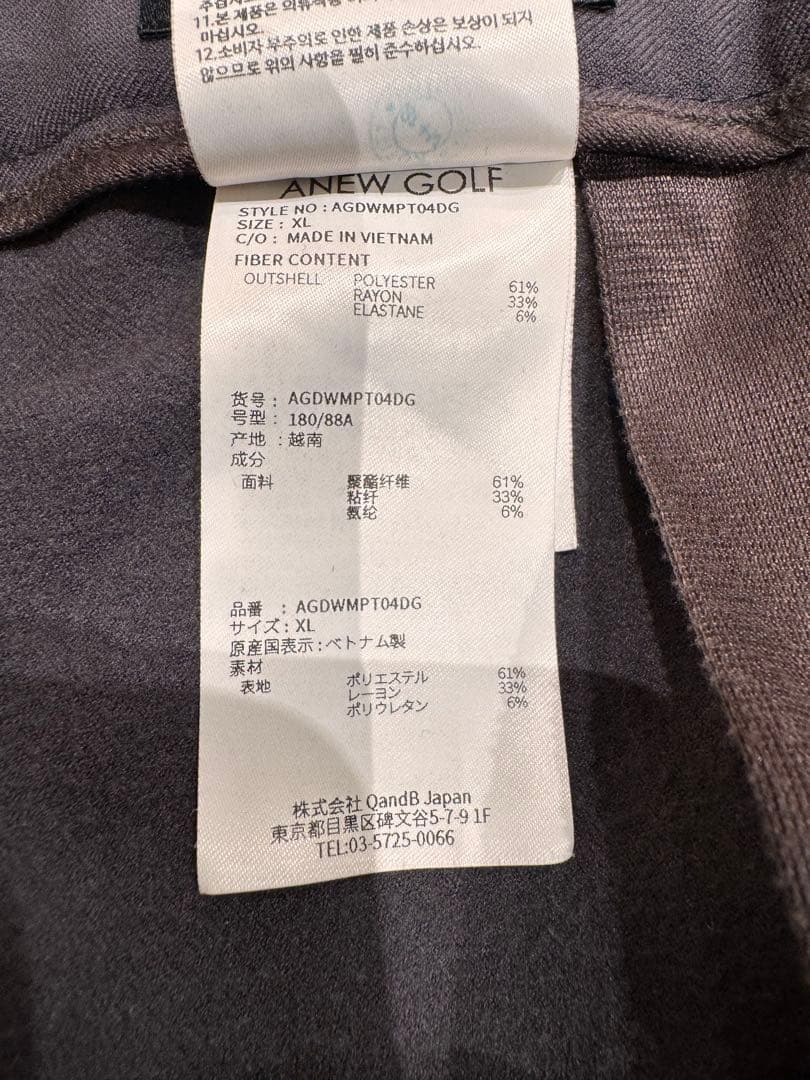 11.본 제품은 의류
마십시오.
12.소비자 부주의로 인한 제품 손상은 보상이 되지
않으므로 위의 사항을 필히 준수하십시오.
ANEW GOLF
STYLE NO : AGDWMPT04DG
SIZE : XL
C/O : MADE IN VIETNAM
FIBER CONTENT
OUTSHELL POLYESTER 61%
RAYON 33%
ELASTANE 6%
货号 : AGDWMPT04DG
号型 : 180/88A
产地 : 越南
成分
面料 聚酯纤维 61%
粘纤 33%
氨纶 6%
品番 : AGDWMPT04DG
サイズ : XL
原産国表示 : ベトナム製
素材
表地 ポリエステル 61%
レーヨン 33%
ポリウレタン 6%
株式会社 QandB Japan
東京都目黒区碑文谷5-7-9 1F
TEL:03-5725-0066